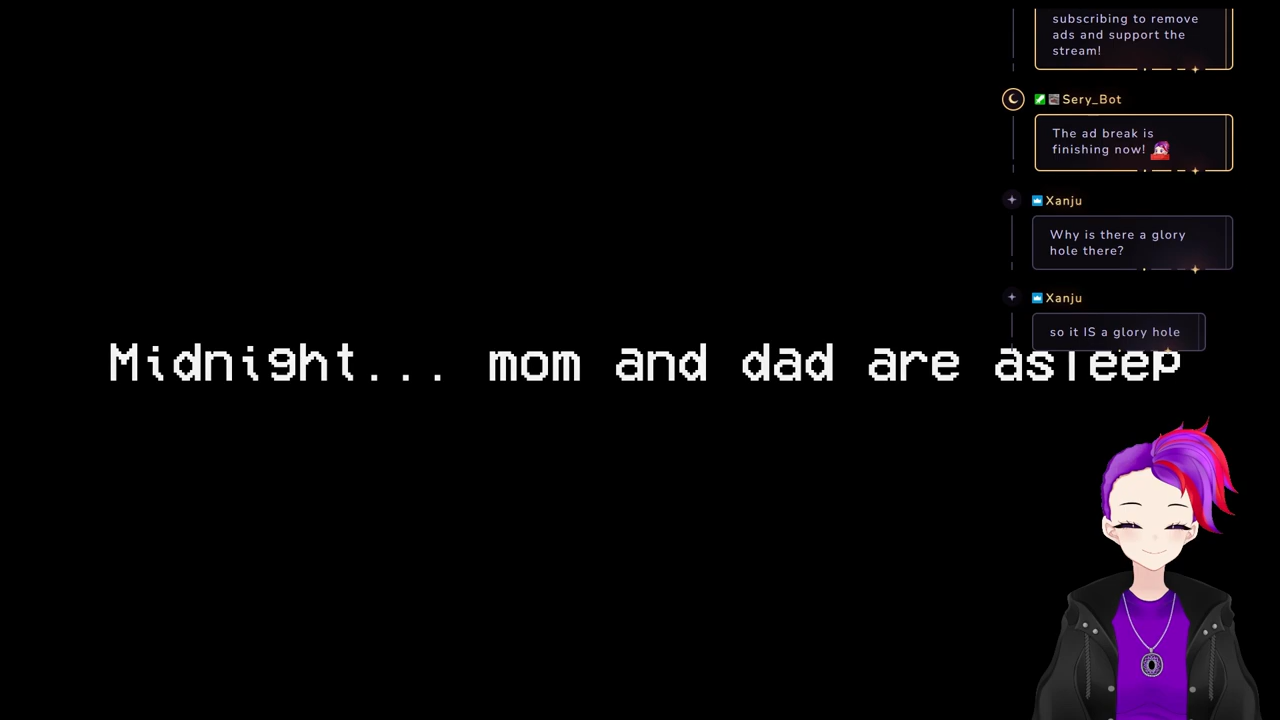 subscribing to remove
ads and support the
stream!
Sery_Bot
The ad break is
finishing now!
Xanju
Why is there a glory
hole there?
Xanju
so it IS a glory hole
Midnight... mom and dad are asleep